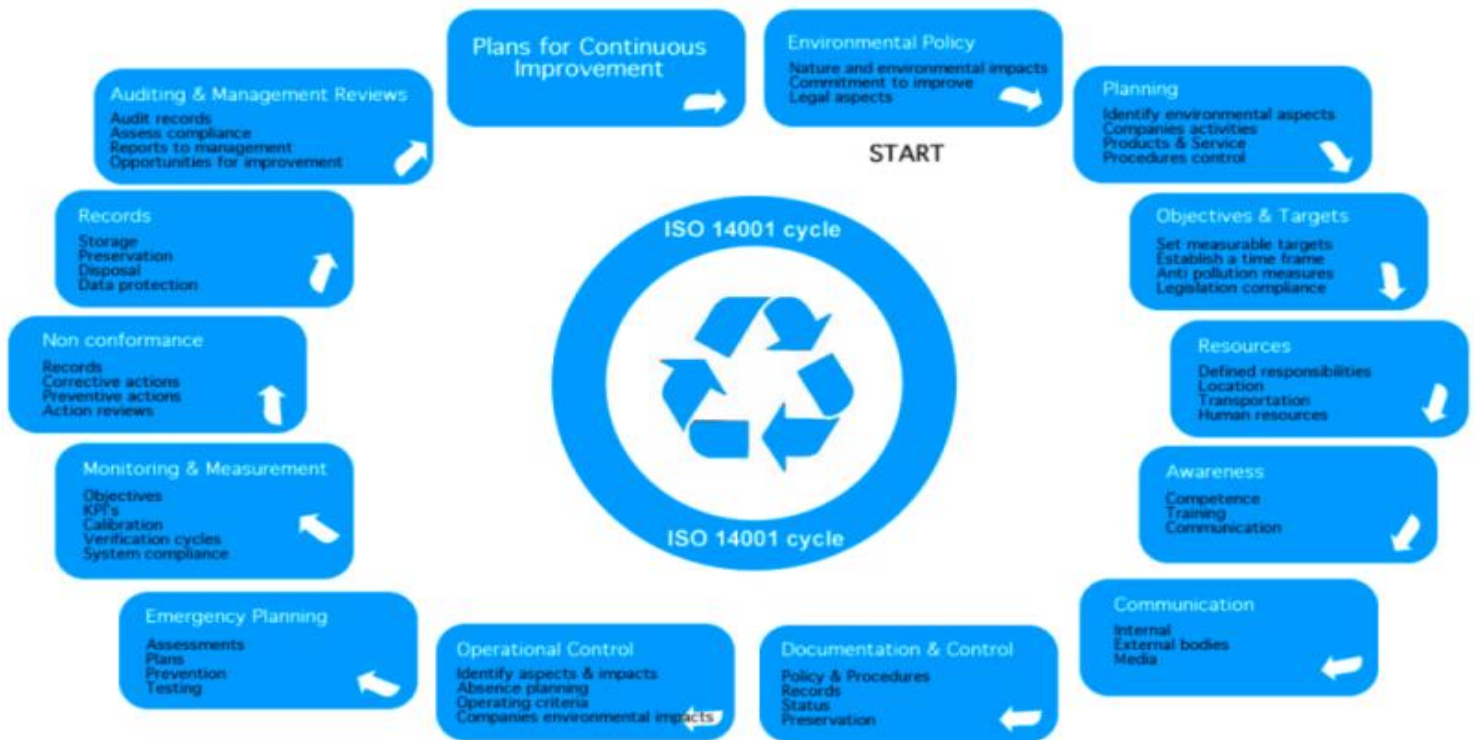 Plans for Continuous
Improvement
Environmental Policy
Nature and environmental impacts
Commitment to improve
Legal aspects
START
Planning
Identify environmental aspects
Companies activities
Products & Service
Procedures control
Objectives & Targets
Set measurable targets
Establish a time frame
Anti pollution measures
Legislation compliance
Resources
Defined responsibilities
Location
Transportation
Human resources
Awareness
Competence
Training
Communication
Communication
Internal
External bodies
Media
Documentation & Control
Policy & Procedures
Records
Status
Preservation
Operational Control
Identify aspects & impacts
Absence planning
Operating criteria
Companies environmental impacts
Emergency Planning
Assessments
Plans
Prevention
Testing
Monitoring & Measurement
Objectives
KPI's
Calibration
Verification cycles
System compliance
Non conformance
Records
Corrective actions
Preventive actions
Action reviews
Records
Storage
Preservation
Disposal
Data protection
Auditing & Management Reviews
Audit records
Assess compliance
Reports to management
Opportunities for improvement
ISO 14001 cycle
ISO 14001 cycle